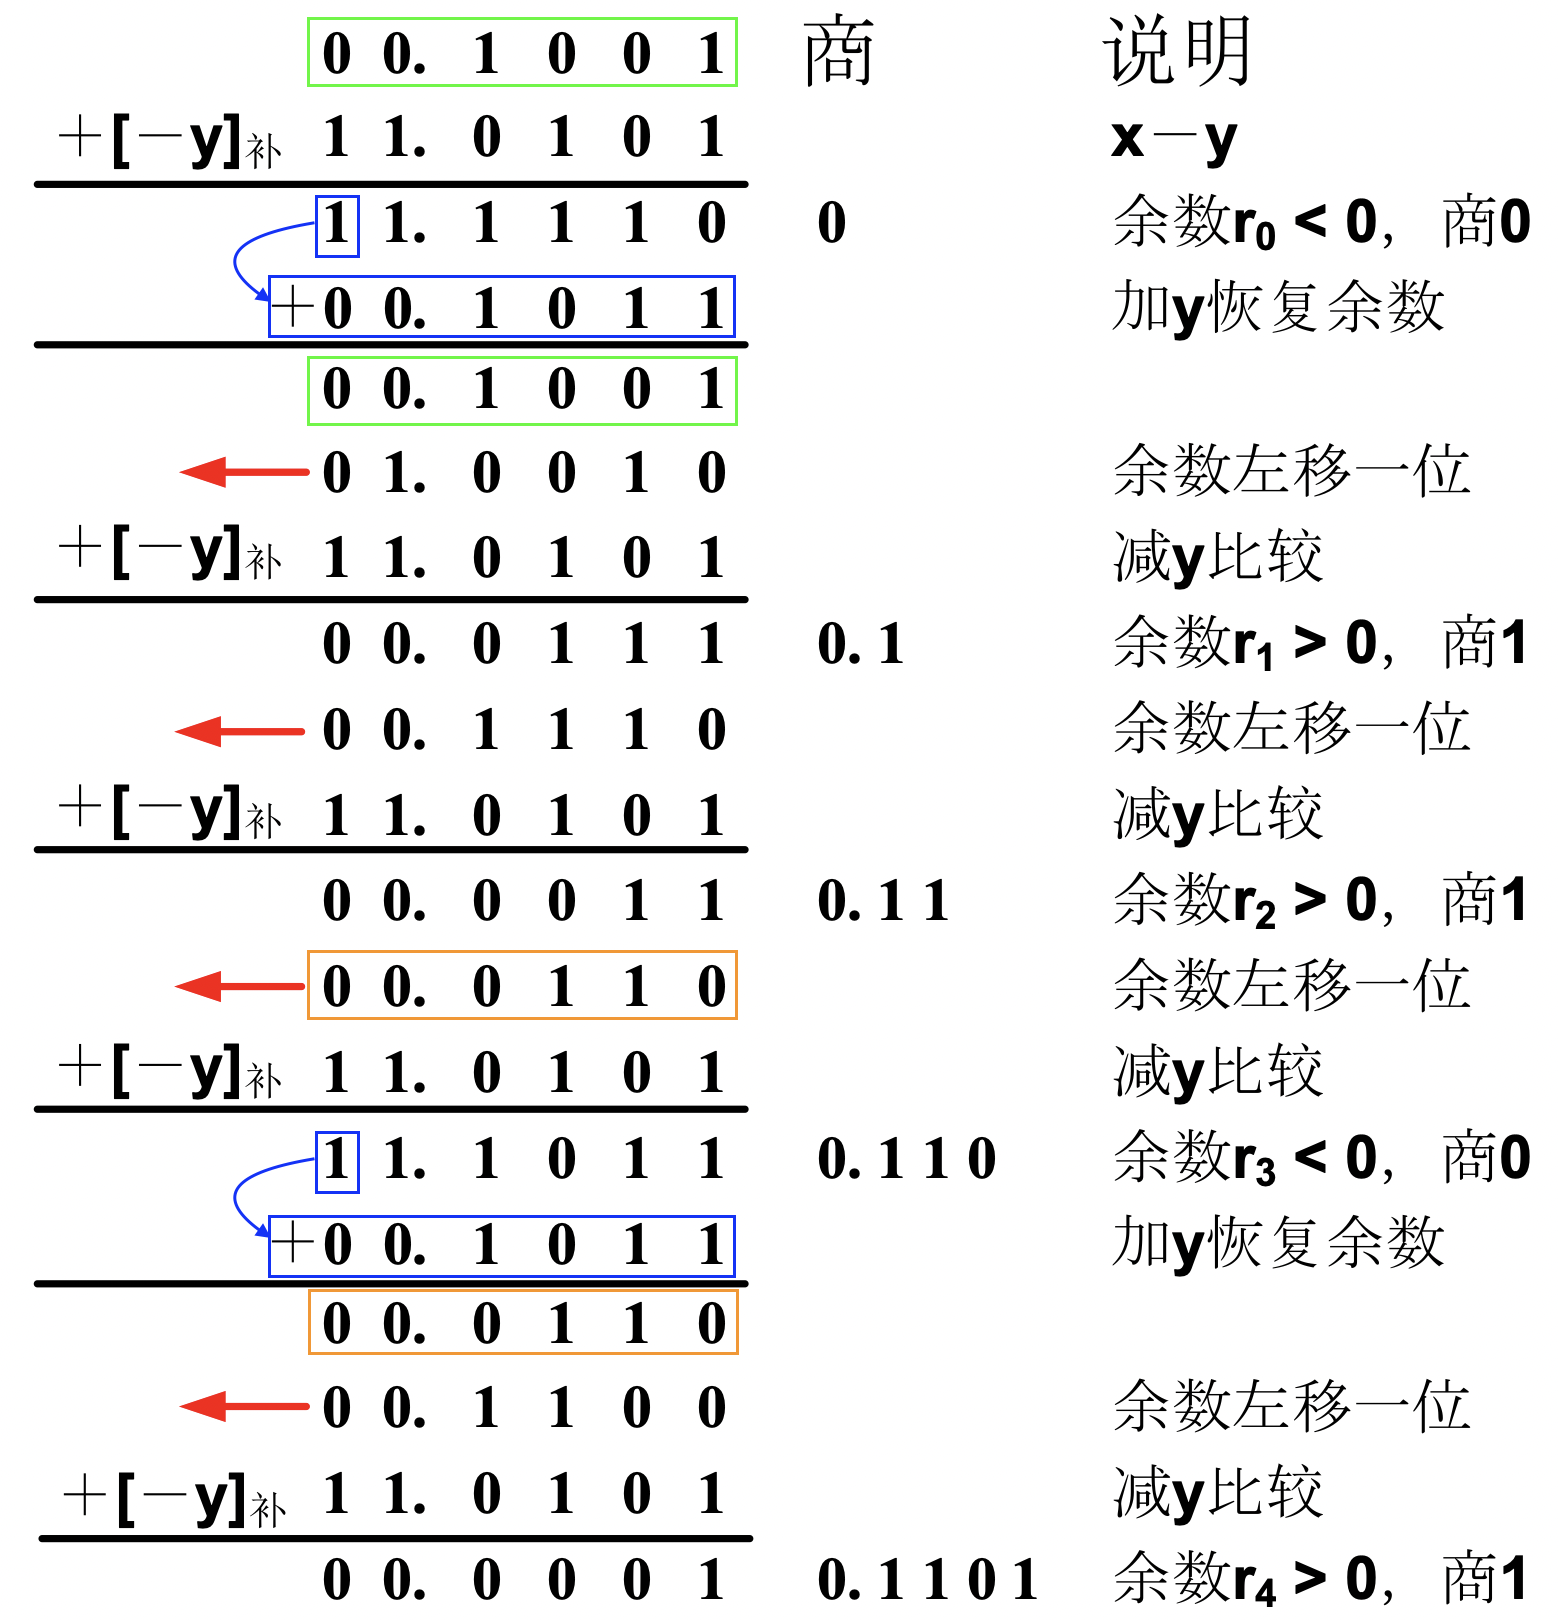 0 0. 1 0 0 1 商 说明
+[-y]补 1 1. 0 1 0 1 x-y
1 1. 1 1 1 0 0 余数r0 < 0, 商0
+0 0. 1 0 1 1 加y恢复余数
0 0. 1 0 0 1
0 1. 0 0 1 0 余数左移一位
+[-y]补 1 1. 0 1 0 1 减y比较
0 0. 0 1 1 1 0. 1 余数r1 > 0, 商1
0 0. 1 1 1 0 余数左移一位
+[-y]补 1 1. 0 1 0 1 减y比较
0 0. 0 0 1 1 0. 1 1 余数r2 > 0, 商1
0 0. 0 1 1 0 余数左移一位
+[-y]补 1 1. 0 1 0 1 减y比较
1 1. 1 0 1 1 0. 1 1 0 余数r3 < 0, 商0
+0 0. 1 0 1 1 加y恢复余数
0 0. 0 1 1 0
0 0. 1 1 0 0 余数左移一位
+[-y]补 1 1. 0 1 0 1 减y比较
0 0. 0 0 0 1 0. 1 1 0 1 余数r4 > 0, 商1